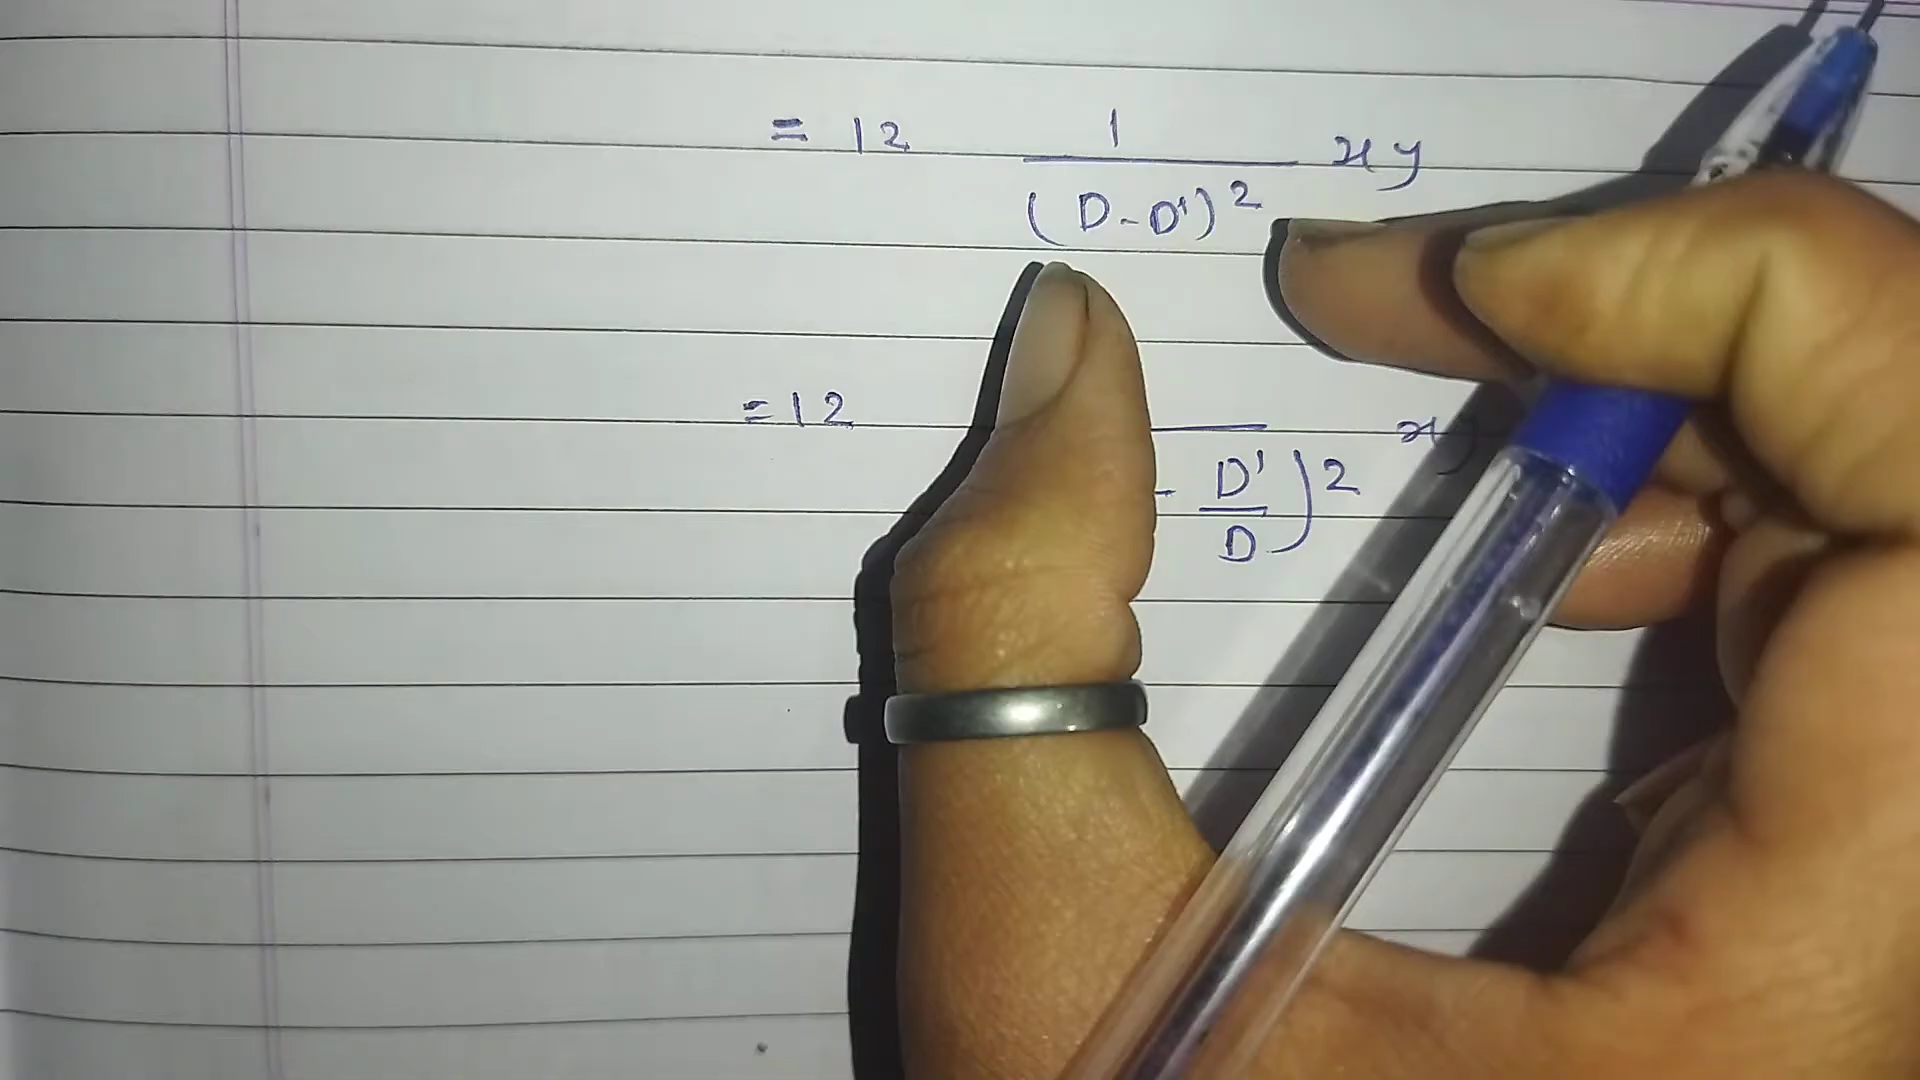 = 12 1/(D-D')² xy
= 12 - D'/D)² xy